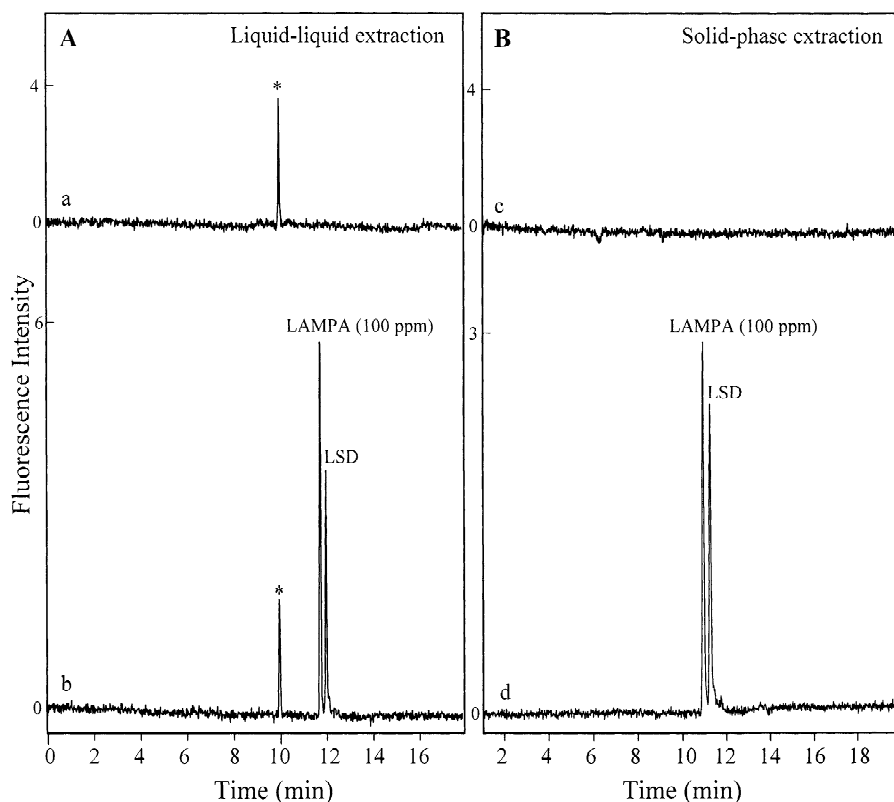 A Liquid-liquid extraction
4
*
a
0
Fluorescence Intensity
6
LAMPA (100 ppm)
LSD
*
b
0
0 2 4 6 8 10 12 14 16
Time (min)
B Solid-phase extraction
4
c
0
3
LAMPA (100 ppm)
LSD
d
0
2 4 6 8 10 12 14 16 18
Time (min)